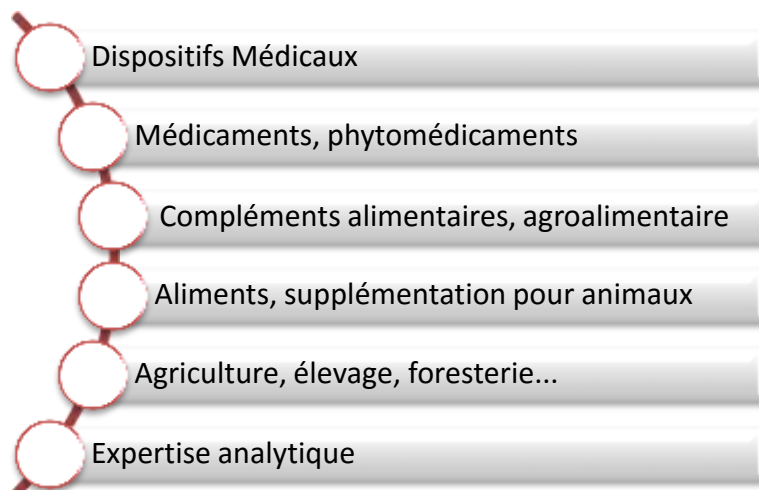 Dispositifs Médicaux
Médicaments, phytomédicaments
Compléments alimentaires, agroalimentaire
Aliments, supplémentation pour animaux
Agriculture, élevage, foresterie...
Expertise analytique